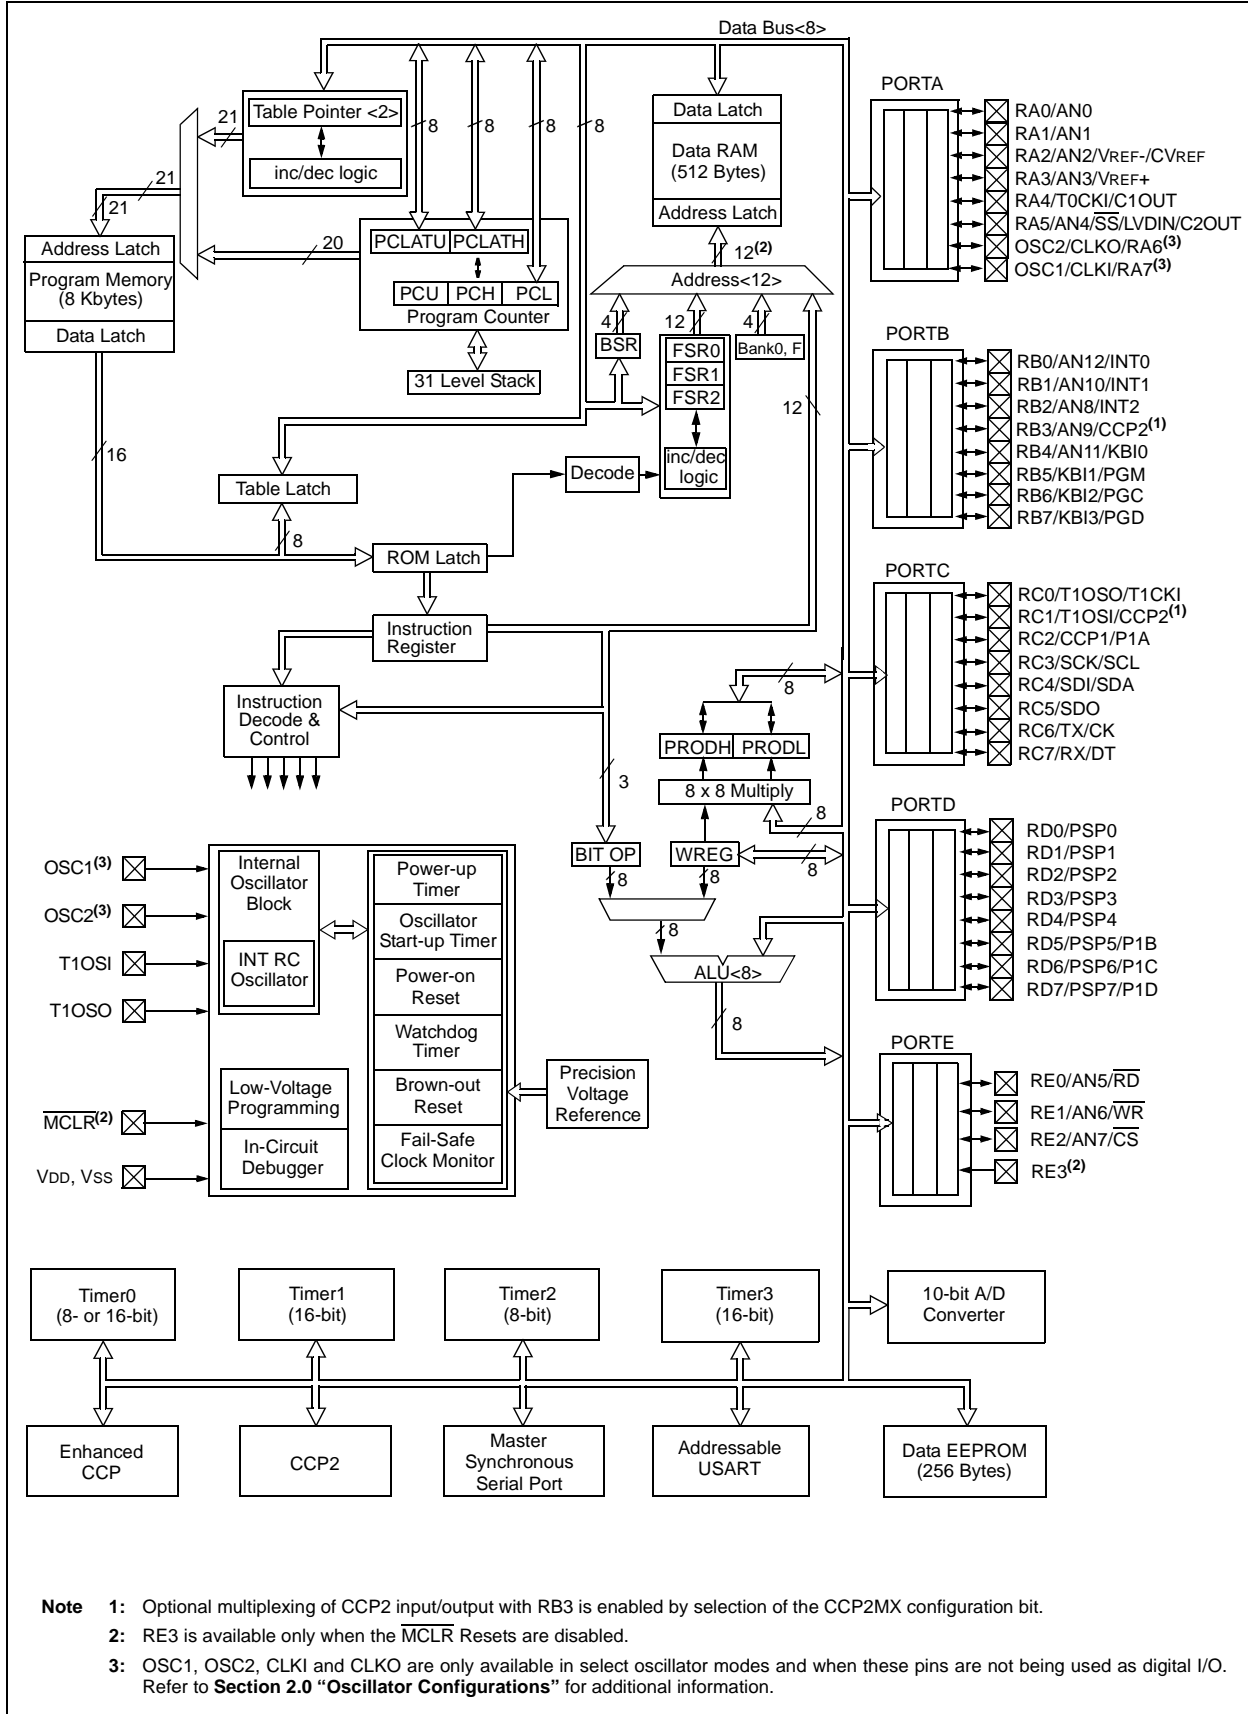 Data Bus<8>
Table Pointer <2>
inc/dec logic
21
8
8
8
8
21
21
20
Address Latch
Program Memory
(8 Kbytes)
Data Latch
PCLATU PCLATH
PCU PCH PCL
Program Counter
31 Level Stack
Data Latch
Data RAM
(512 Bytes)
Address Latch
12(2)
Address<12>
4
12
4
BSR
FSR0
FSR1
FSR2
Bank0, F
12
inc/dec
logic
Decode
16
Table Latch
8
ROM Latch
Instruction
Register
Instruction
Decode &
Control
8
PRODH PRODL
8 x 8 Multiply
3
8
BIT OP
WREG
8
8
8
8
ALU<8>
8
OSC1(3)
OSC2(3)
T1OSI
T1OSO
MCLR(2)
VDD, VSS
Internal
Oscillator
Block
INT RC
Oscillator
Low-Voltage
Programming
In-Circuit
Debugger
Power-up
Timer
Oscillator
Start-up Timer
Power-on
Reset
Watchdog
Timer
Brown-out
Reset
Fail-Safe
Clock Monitor
Precision
Voltage
Reference
PORTA
RA0/AN0
RA1/AN1
RA2/AN2/VREF-/CVREF
RA3/AN3/VREF+
RA4/T0CKI/C1OUT
RA5/AN4/SS/LVDIN/C2OUT
OSC2/CLKO/RA6(3)
OSC1/CLKI/RA7(3)
PORTB
RB0/AN12/INT0
RB1/AN10/INT1
RB2/AN8/INT2
RB3/AN9/CCP2(1)
RB4/AN11/KBI0
RB5/KBI1/PGM
RB6/KBI2/PGC
RB7/KBI3/PGD
PORTC
RC0/T1OSO/T1CKI
RC1/T1OSI/CCP2(1)
RC2/CCP1/P1A
RC3/SCK/SCL
RC4/SDI/SDA
RC5/SDO
RC6/TX/CK
RC7/RX/DT
PORTD
RD0/PSP0
RD1/PSP1
RD2/PSP2
RD3/PSP3
RD4/PSP4
RD5/PSP5/P1B
RD6/PSP6/P1C
RD7/PSP7/P1D
PORTE
RE0/AN5/RD
RE1/AN6/WR
RE2/AN7/CS
RE3(2)
Timer0
(8- or 16-bit)
Timer1
(16-bit)
Timer2
(8-bit)
Timer3
(16-bit)
10-bit A/D
Converter
Enhanced
CCP
CCP2
Master
Synchronous
Serial Port
Addressable
USART
Data EEPROM
(256 Bytes)
Note 1: Optional multiplexing of CCP2 input/output with RB3 is enabled by selection of the CCP2MX configuration bit.
2: RE3 is available only when the MCLR Resets are disabled.
3: OSC1, OSC2, CLKI and CLKO are only available in select oscillator modes and when these pins are not being used as digital I/O.
Refer to Section 2.0 “Oscillator Configurations” for additional information.